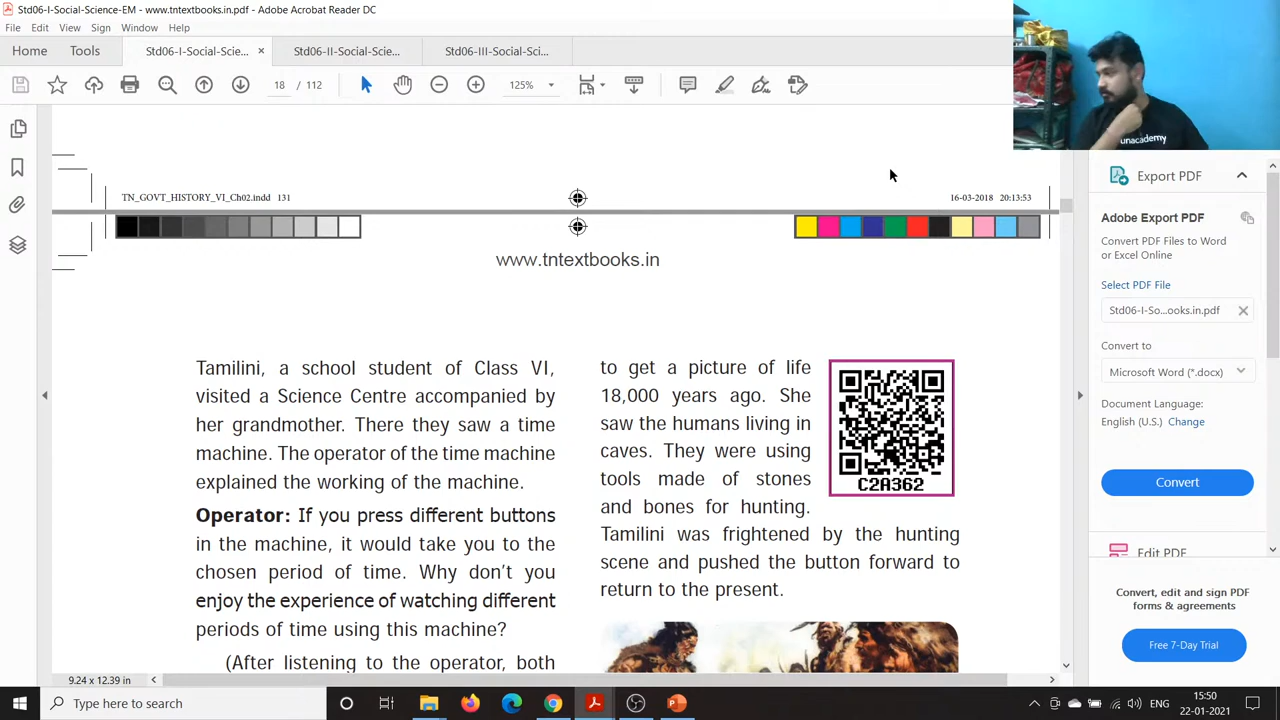 Std06-I-Social-Science-EM - www.tntextbooks.in.pdf - Adobe Acrobat Reader DC
File Edit View Sign Window Help
Home Tools Std06-I-Social-Scie... × Std06-II-Social-Scie... Std06-III-Social-Sci...
18 / 112 125%
unacademy
TN_GOVT_HISTORY_VI_Ch02.indd 131
16-03-2018 20:13:53
www.tntextbooks.in
Tamilini, a school student of Class VI,
visited a Science Centre accompanied by
her grandmother. There they saw a time
machine. The operator of the time machine
explained the working of the machine.
Operator: If you press different buttons
in the machine, it would take you to the
chosen period of time. Why don't you
enjoy the experience of watching different
periods of time using this machine?
(After listening to the operator, both
to get a picture of life
18,000 years ago. She
saw the humans living in
caves. They were using
tools made of stones
and bones for hunting.
Tamilini was frightened by the hunting
scene and pushed the button forward to
return to the present.
C2A362
Export PDF
Adobe Export PDF
Convert PDF Files to Word
or Excel Online
Select PDF File
Std06-I-So...ooks.in.pdf
Convert to
Microsoft Word (*.docx)
Document Language:
English (U.S.) Change
Convert
Edit PDF
Convert, edit and sign PDF
forms & agreements
Free 7-Day Trial
9.24 x 12.39 in
Type here to search
ENG
15:50
22-01-2021